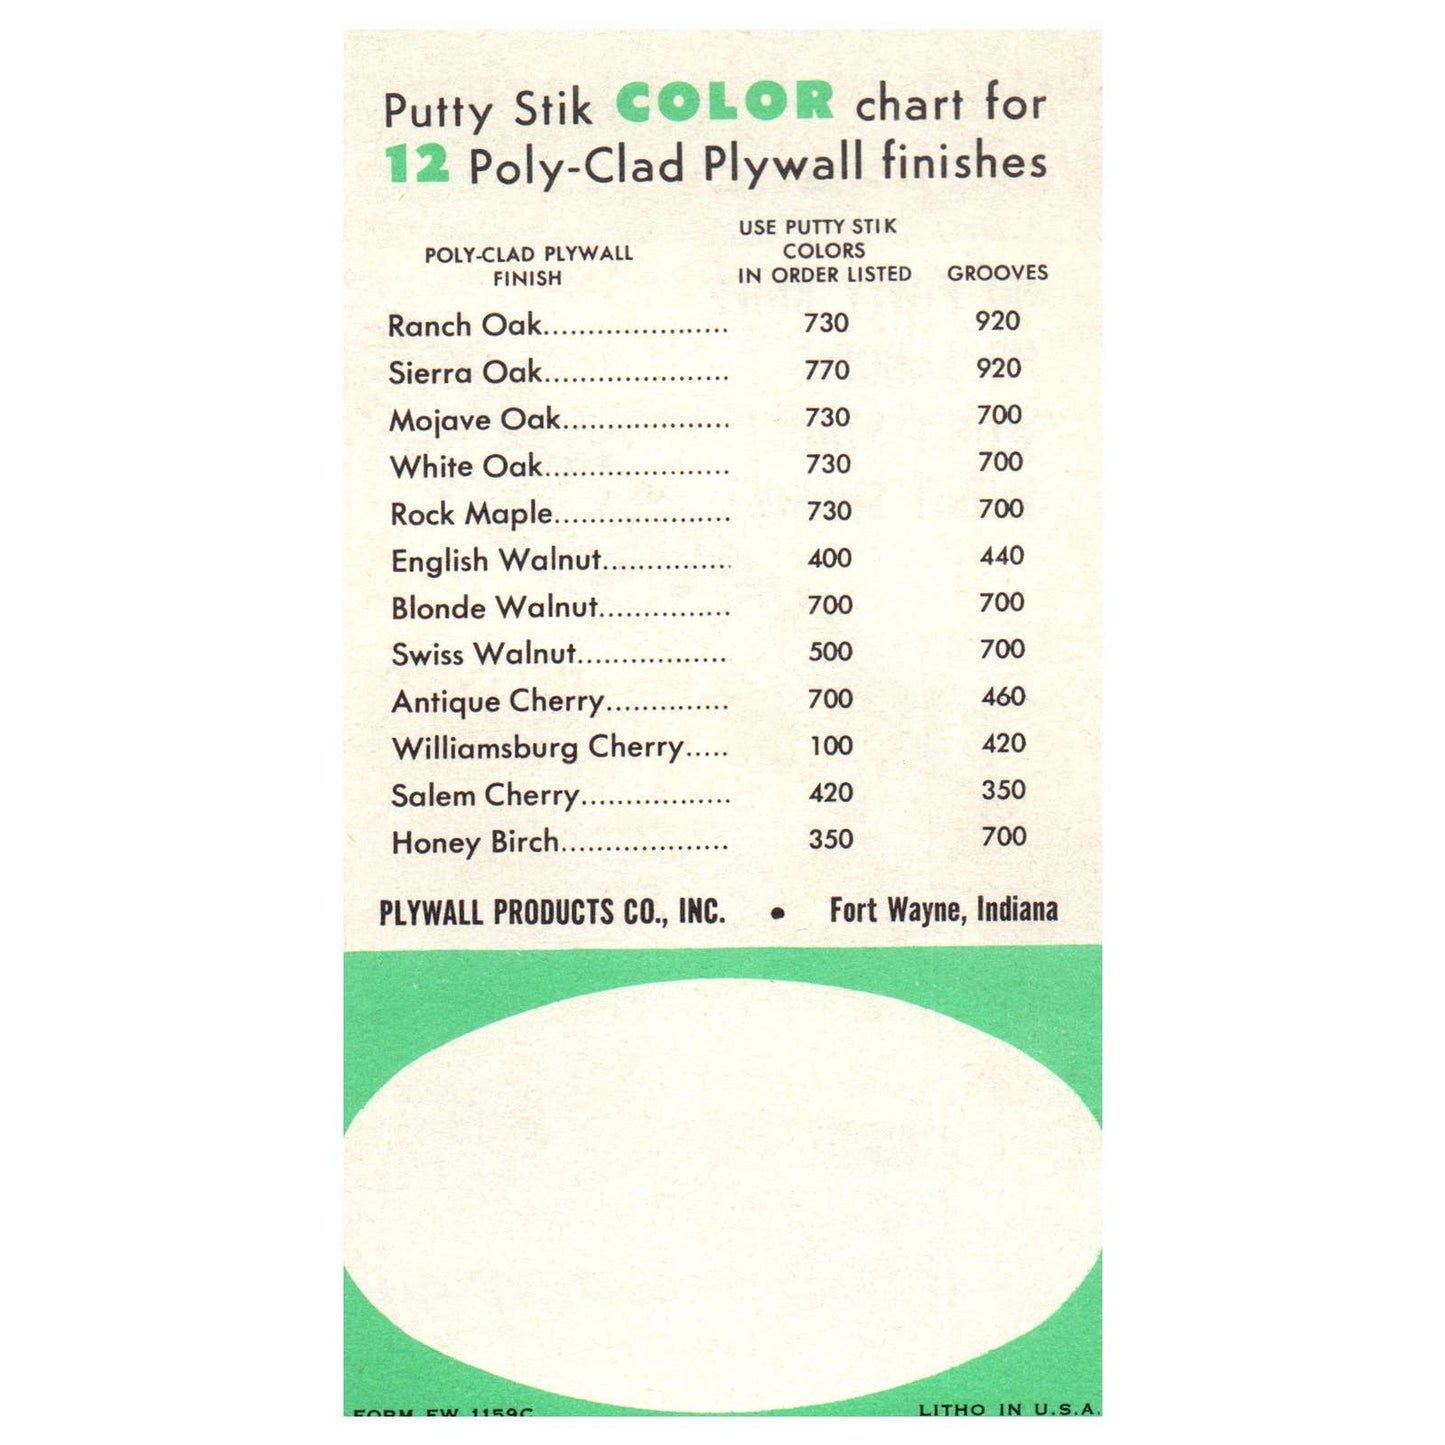 Putty Stik COLOR chart for
12 Poly-Clad Plywall finishes
USE PUTTY STIK
COLORS
POLY-CLAD PLYWALL
FINISH
IN ORDER LISTED GROOVES
Ranch Oak..................... 730 920
Sierra Oak..................... 770 920
Mojave Oak................... 730 700
White Oak..................... 730 700
Rock Maple.................... 730 700
English Walnut............... 400 440
Blonde Walnut............... 700 700
Swiss Walnut................. 500 700
Antique Cherry.............. 700 460
Williamsburg Cherry..... 100 420
Salem Cherry................. 420 350
Honey Birch................... 350 700
PLYWALL PRODUCTS CO., INC. • Fort Wayne, Indiana
FORM FW 1159C LITHO IN U.S.A.